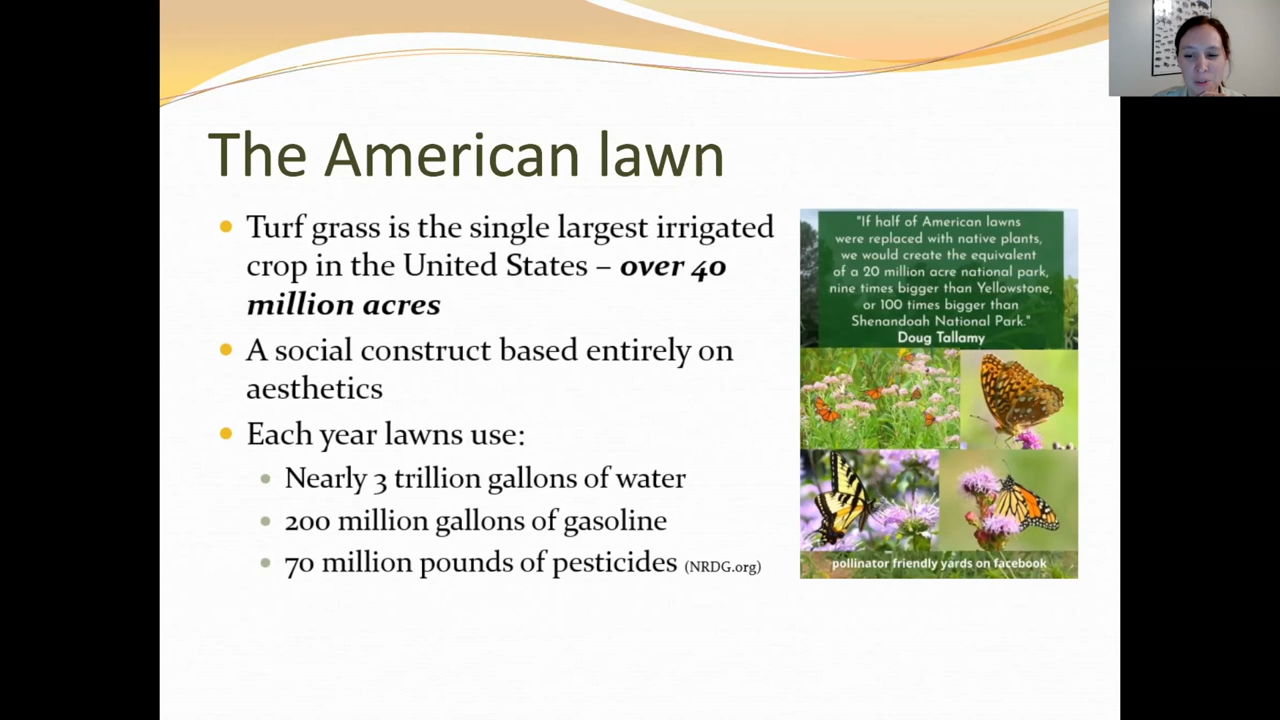 The American lawn
Turf grass is the single largest irrigated
crop in the United States – over 40
million acres
A social construct based entirely on
aesthetics
Each year lawns use:
Nearly 3 trillion gallons of water
200 million gallons of gasoline
70 million pounds of pesticides (NRDG.org)
"If half of American lawns
were replaced with native plants,
we would create the equivalent
of a 20 million acre national park,
nine times bigger than Yellowstone,
or 100 times bigger than
Shenandoah National Park."
Doug Tallamy
pollinator friendly yards on facebook